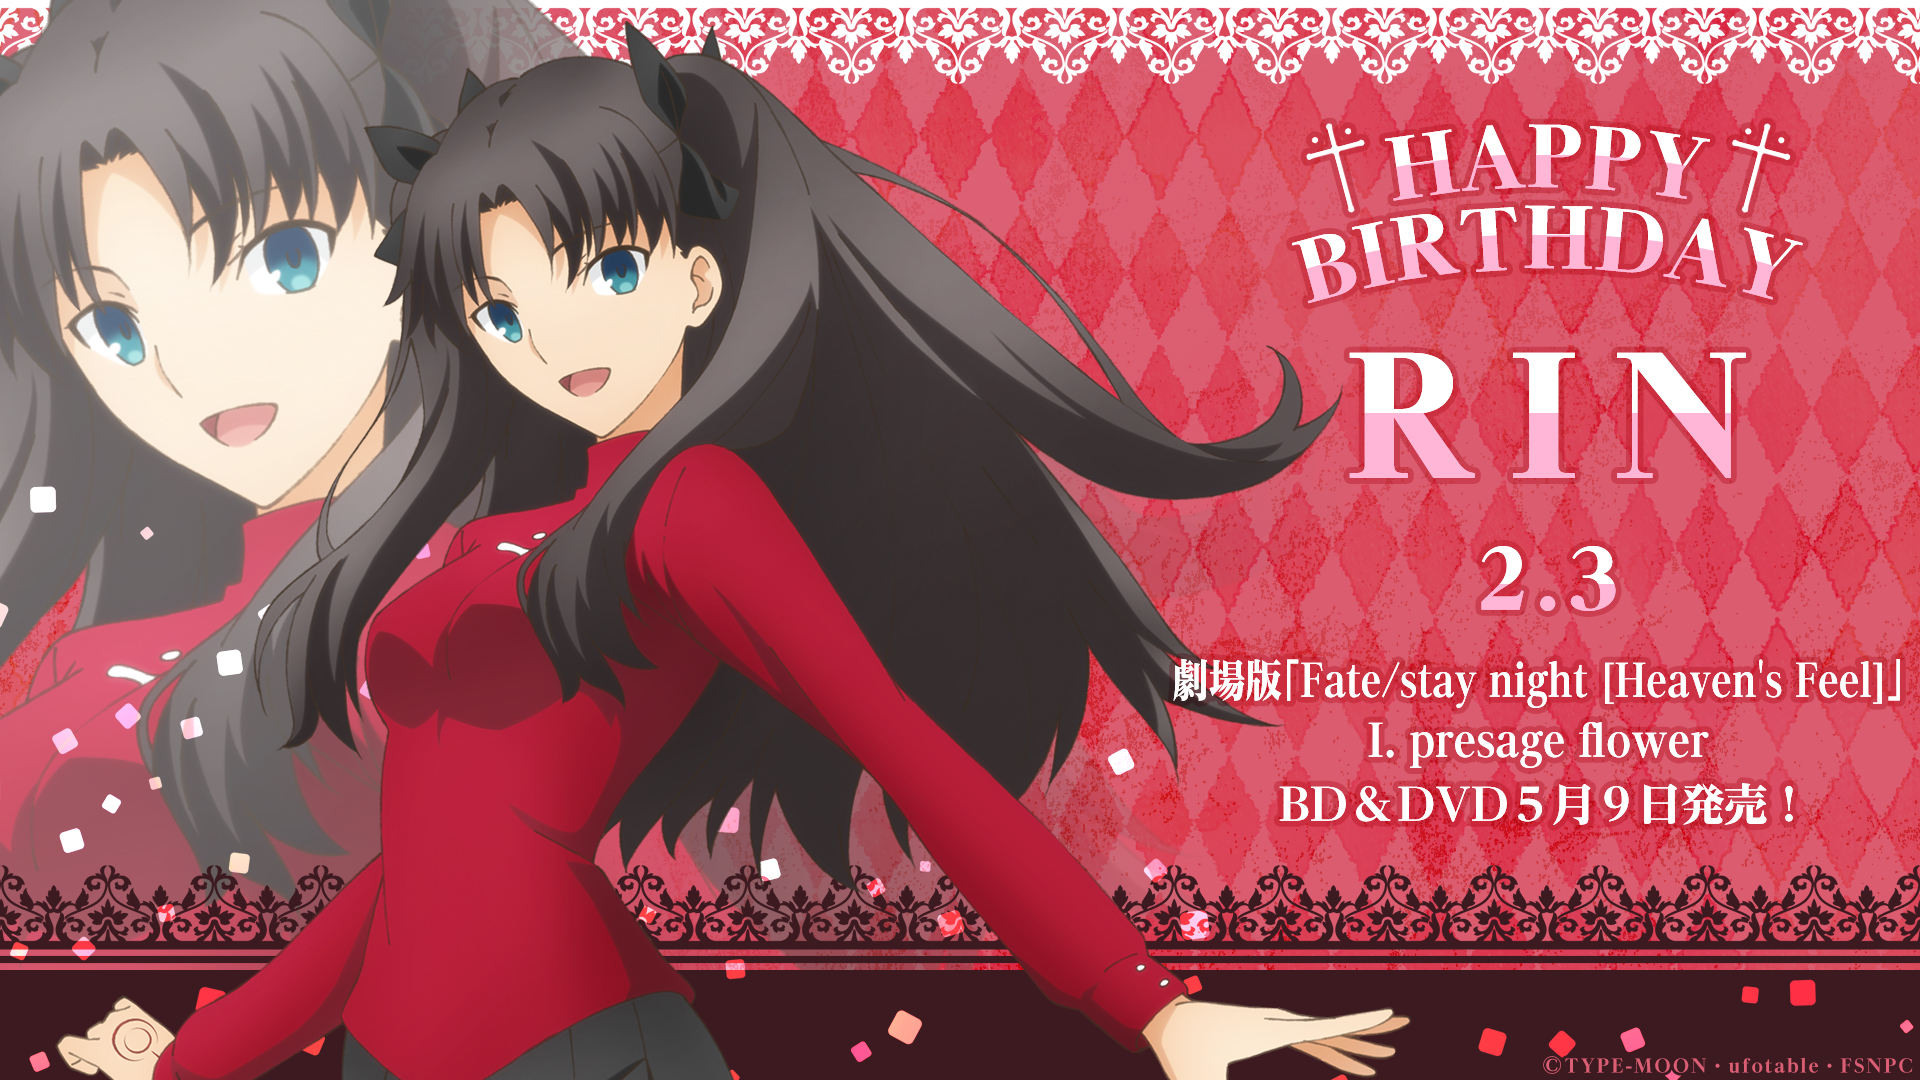 HAPPY
BIRTHDAY
RIN
2.3
劇場版「Fate/stay night [Heaven's Feel]」
I. presage flower
BD＆DVD５月９日発売！
©TYPE-MOON・ufotable・FSNPC